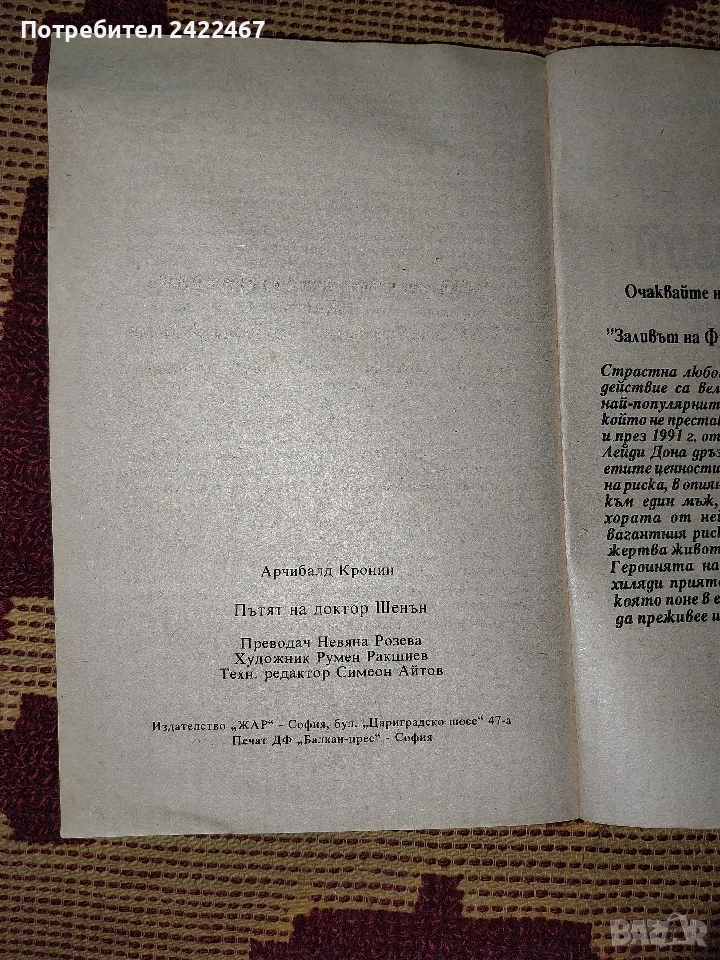 Потребител 2422467
Арчибалд Кронин
Пътят на доктор Шенън
Преводач Невяна Розева
Художник Румен Ракшиев
Техн. редактор Симеон Айтов
Издателство „ЖАР“ - София, бул. „Цариградско шосе“ 47-а
Печат ДФ „Балкан-прес“ - София
Очаквайте н
"Заливът на Ф
Страстна любо
действие са вел
най-популярнит
който не преста
и през 1991 г. от
Лейди Дона дръз
етите ценности
на риска, в опиян
към един мъж,
хората от ней
вагантния риск
жертва живот
Героинята на
хиляди прият
която поне в е
да преживее и
BAZAR